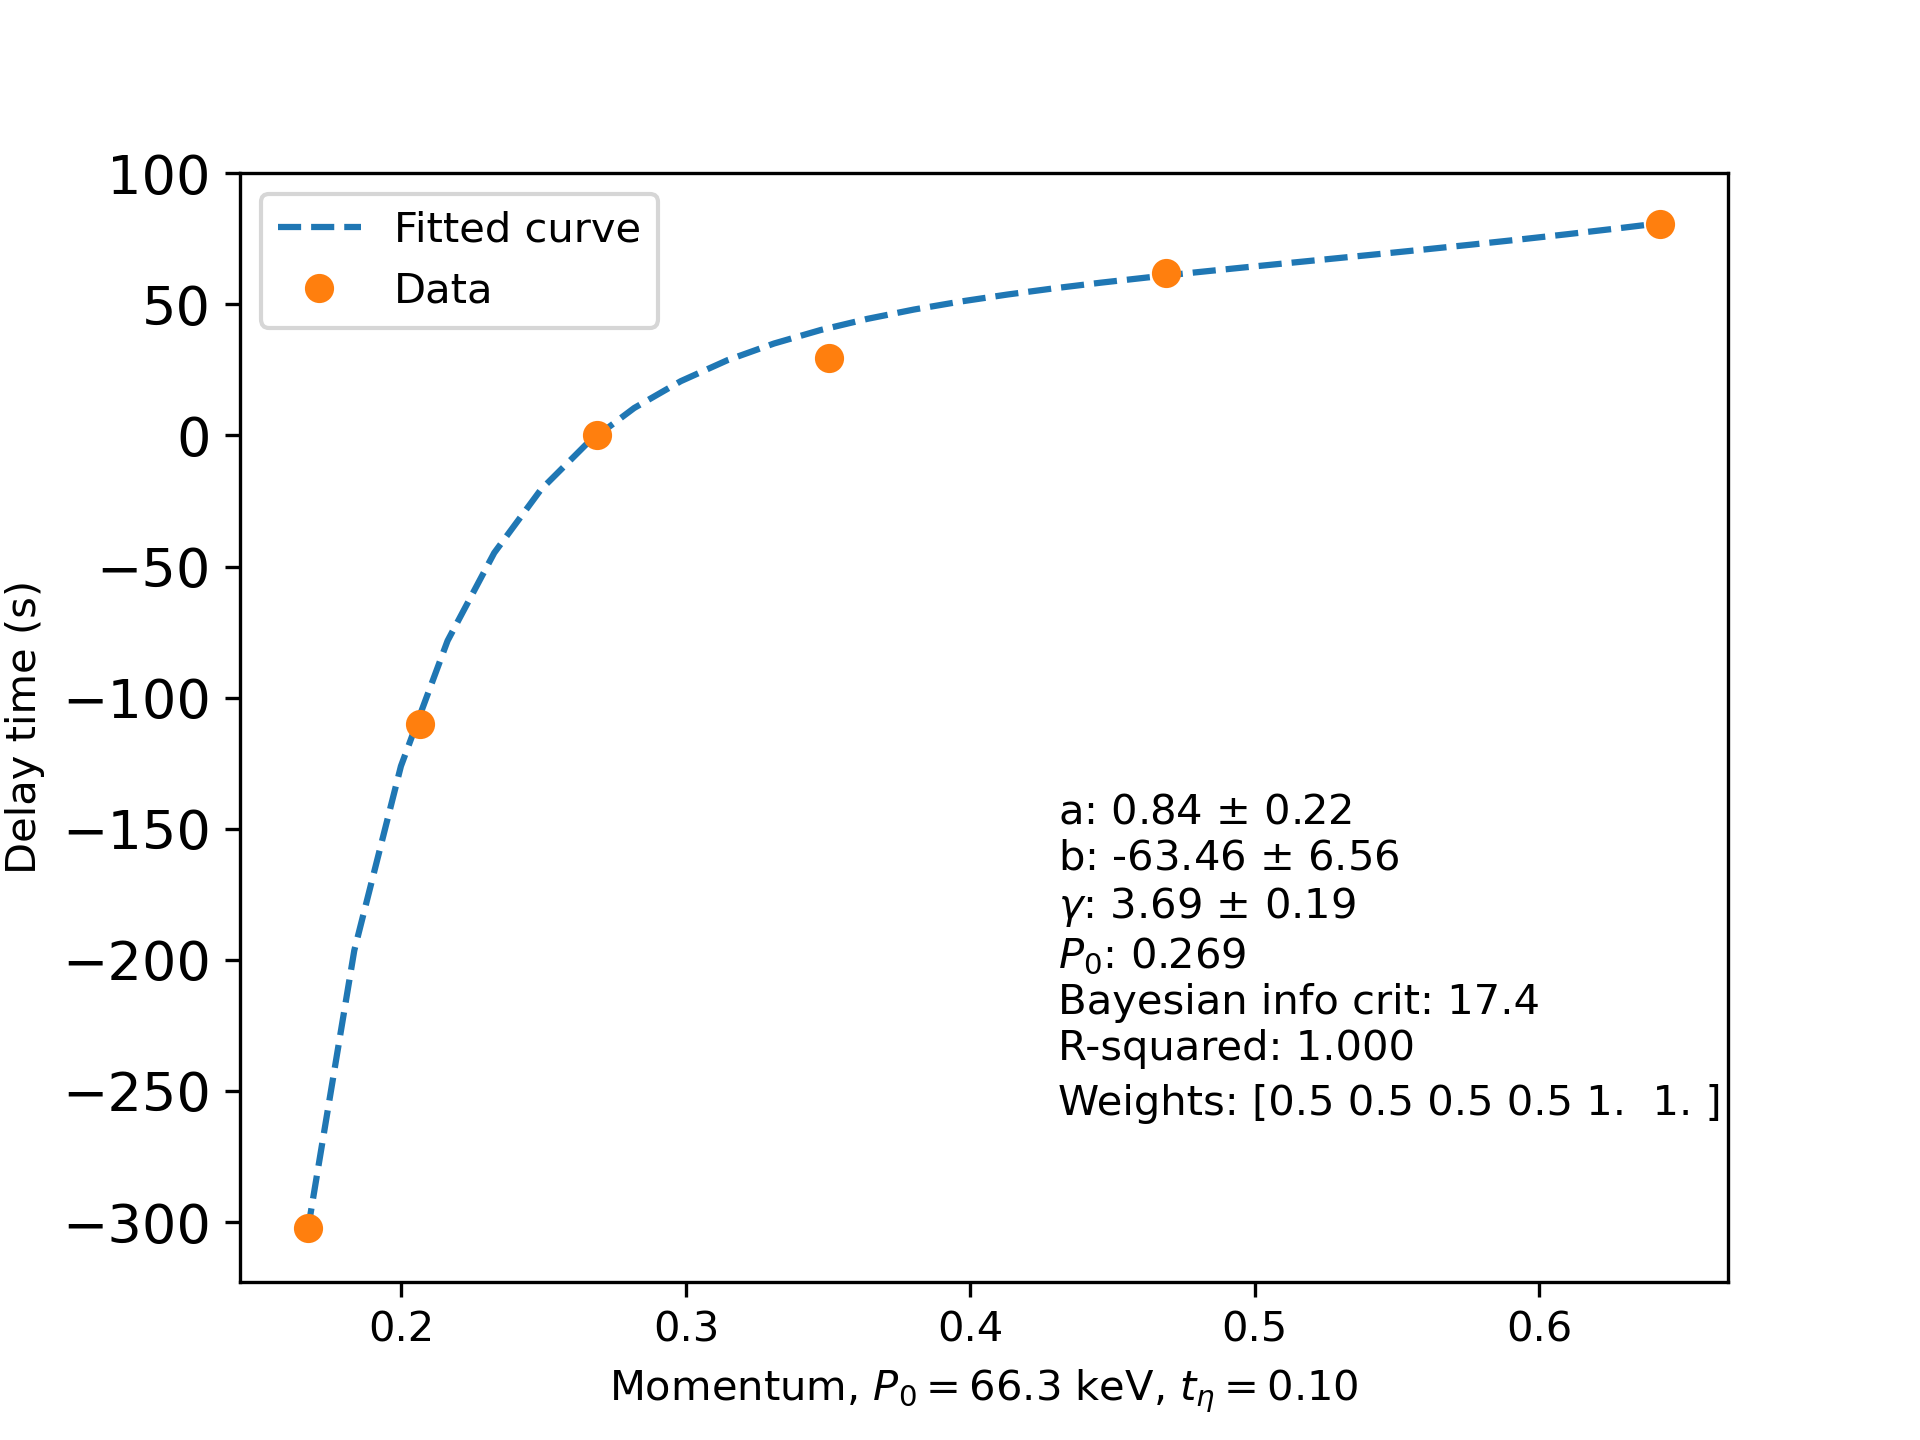 100
50
0
−50
−100
−150
−200
−250
−300
Delay time (s)
Fitted curve
Data
a: 0.84 ± 0.22
b: -63.46 ± 6.56
γ: 3.69 ± 0.19
P₀: 0.269
Bayesian info crit: 17.4
R-squared: 1.000
Weights: [0.5 0.5 0.5 0.5 1.  1. ]
0.2 0.3 0.4 0.5 0.6
Momentum, P₀ = 66.3 keV, t_η = 0.10